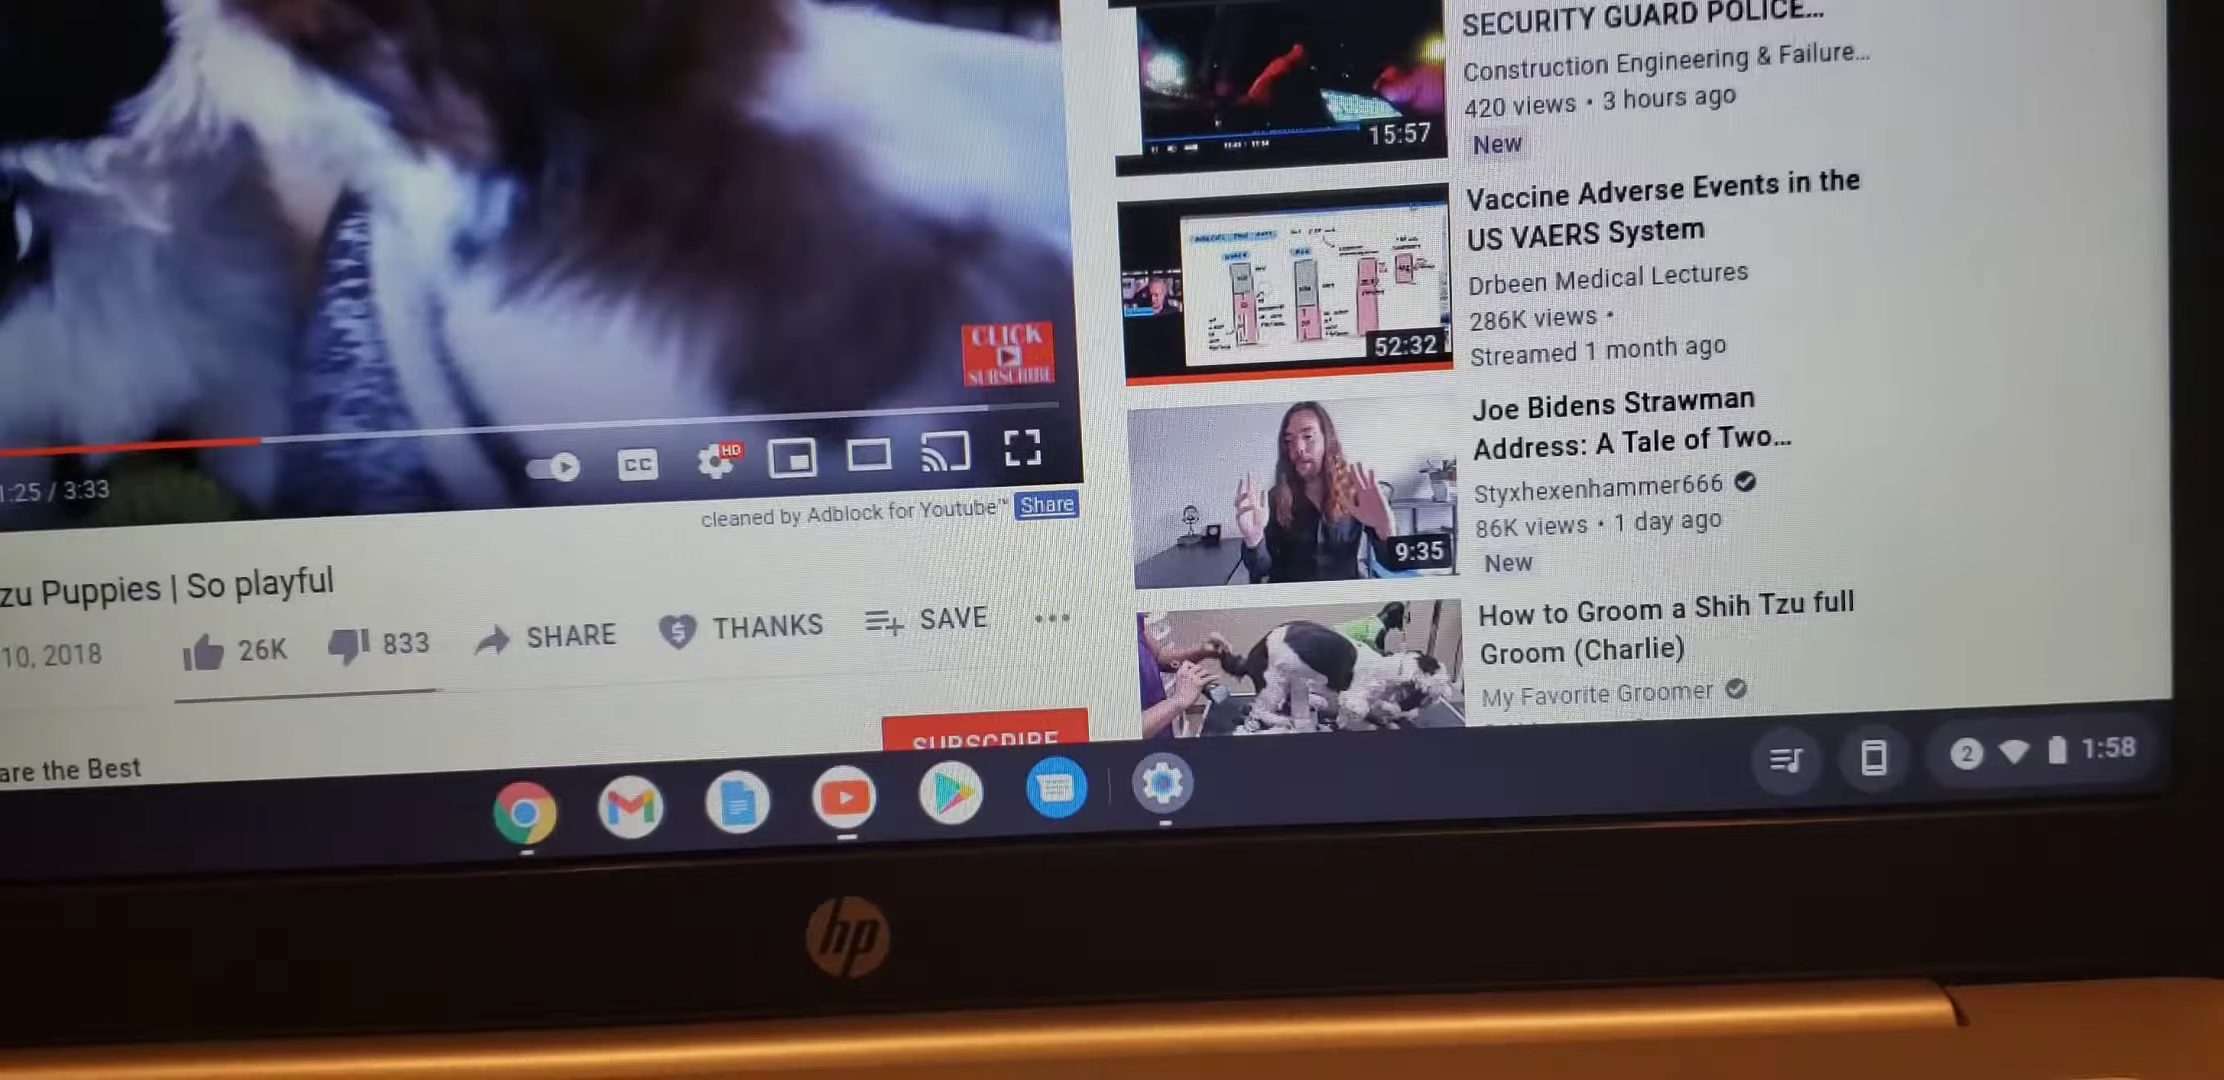 SECURITY GUARD POLICE...
Construction Engineering & Failure...
420 views • 3 hours ago
New
15:57
Vaccine Adverse Events in the
US VAERS System
Drbeen Medical Lectures
286K views •
Streamed 1 month ago
52:32
Joe Bidens Strawman
Address: A Tale of Two...
Styxhexenhammer666
86K views • 1 day ago
New
9:35
How to Groom a Shih Tzu full
Groom (Charlie)
My Favorite Groomer
CLICK
SUBSCRIBE
CC
HD
1:25 / 3:33
cleaned by Adblock for Youtube™ Share
zu Puppies | So playful
10, 2018
26K
833
SHARE
THANKS
SAVE
SUBSCRIBE
are the Best
2
1:58
hp